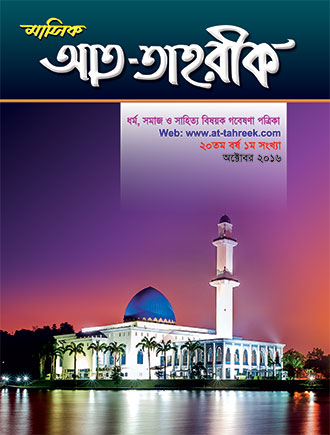 মাসিক
আত-তাহরীক
ধর্ম, সমাজ ও সাহিত্য বিষয়ক গবেষণা পত্রিকা
Web: www.at-tahreek.com
২০তম বর্ষ ১ম সংখ্যা
অক্টোবর ২০১৬